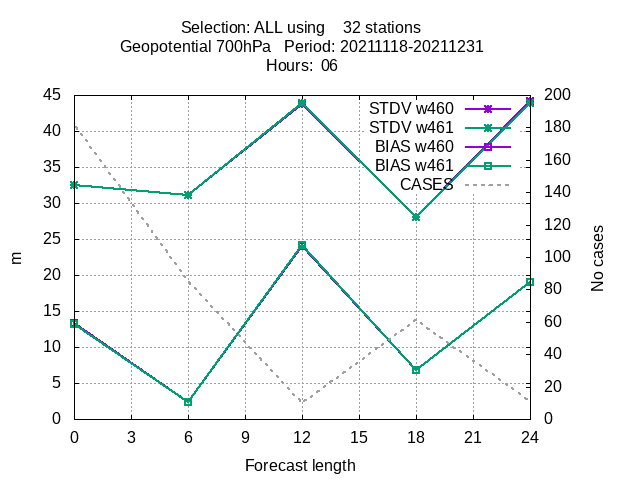 Selection: ALL using    32 stations
Geopotential 700hPa   Period: 20211118-20211231
Hours:  06
STDV w460
STDV w461
BIAS w460
BIAS w461
CASES
45
40
35
30
25
20
15
10
5
0
m
200
180
160
140
120
100
80
60
40
20
0
No cases
0 3 6 9 12 15 18 21 24
Forecast length